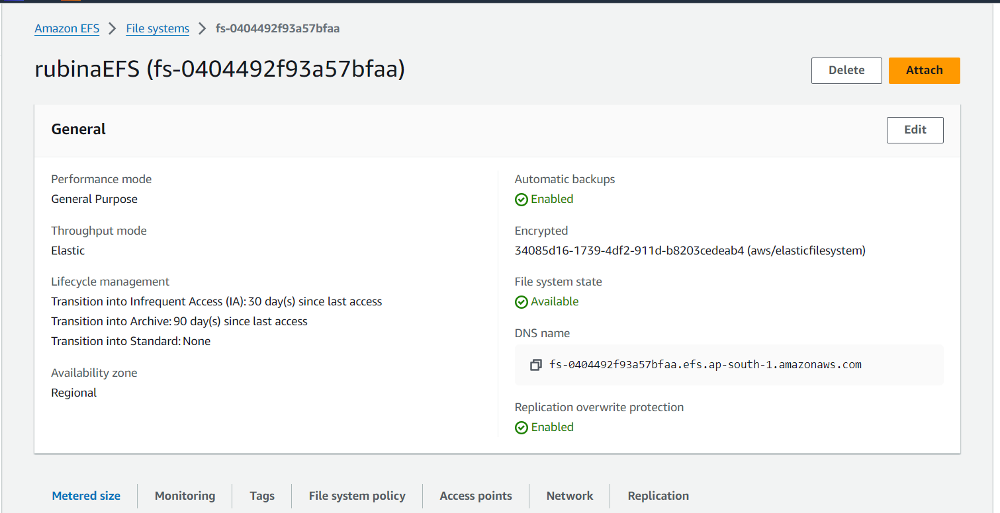 Amazon EFS > File systems > fs-0404492f93a57bfaa
rubinaEFS (fs-0404492f93a57bfaa)
Delete
Attach
General
Edit
Performance mode
General Purpose
Throughput mode
Elastic
Lifecycle management
Transition into Infrequent Access (IA): 30 day(s) since last access
Transition into Archive: 90 day(s) since last access
Transition into Standard: None
Availability zone
Regional
Automatic backups
Enabled
Encrypted
34085d16-1739-4df2-911d-b8203cedeab4 (aws/elasticfilesystem)
File system state
Available
DNS name
fs-0404492f93a57bfaa.efs.ap-south-1.amazonaws.com
Replication overwrite protection
Enabled
Metered size
Monitoring
Tags
File system policy
Access points
Network
Replication